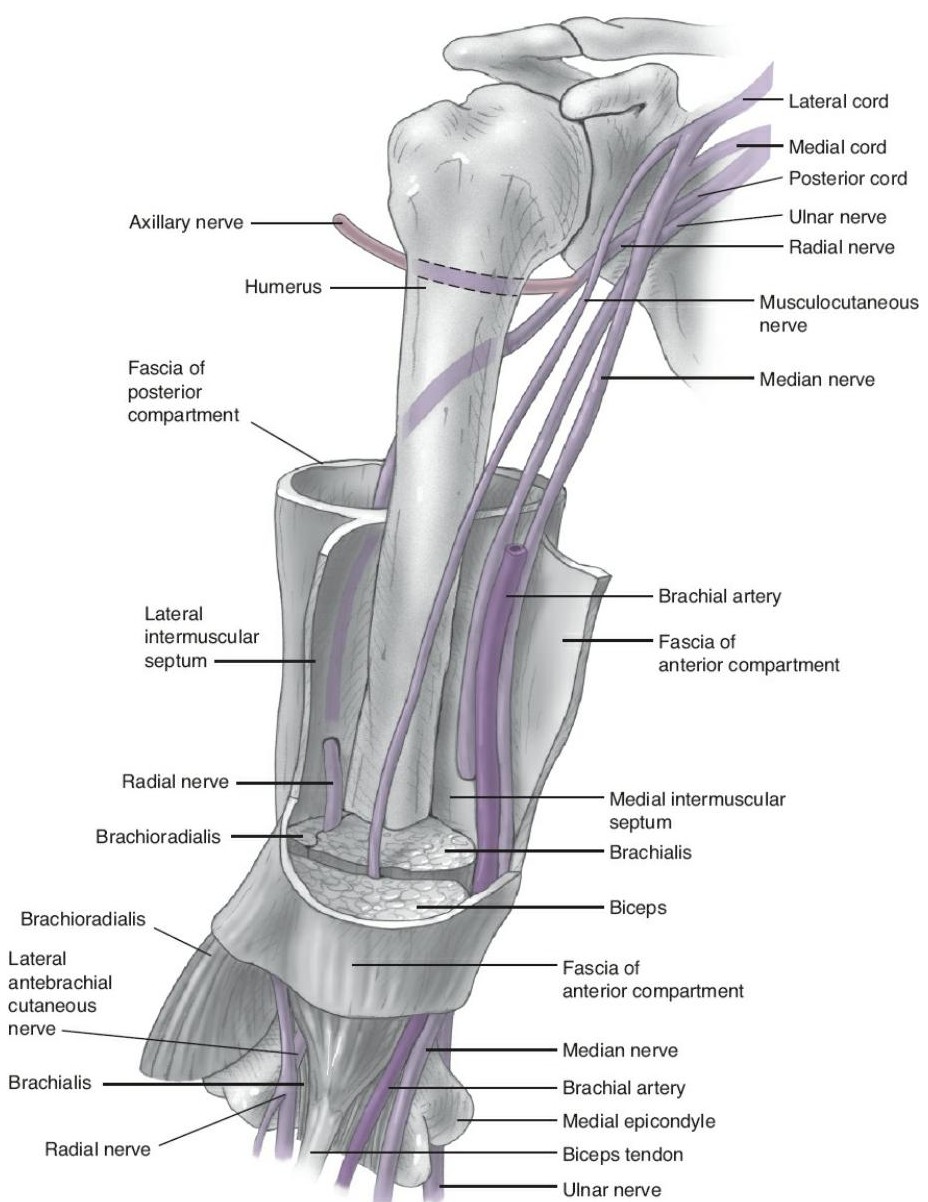 Lateral cord
Medial cord
Posterior cord
Axillary nerve
Ulnar nerve
Radial nerve
Humerus
Musculocutaneous
nerve
Fascia of
posterior
compartment
Median nerve
Brachial artery
Lateral
intermuscular
septum
Fascia of
anterior compartment
Radial nerve
Medial intermuscular
septum
Brachioradialis
Brachialis
Biceps
Brachioradialis
Lateral
antebrachial
cutaneous
nerve
Fascia of
anterior compartment
Median nerve
Brachialis
Brachial artery
Medial epicondyle
Radial nerve
Biceps tendon
Ulnar nerve